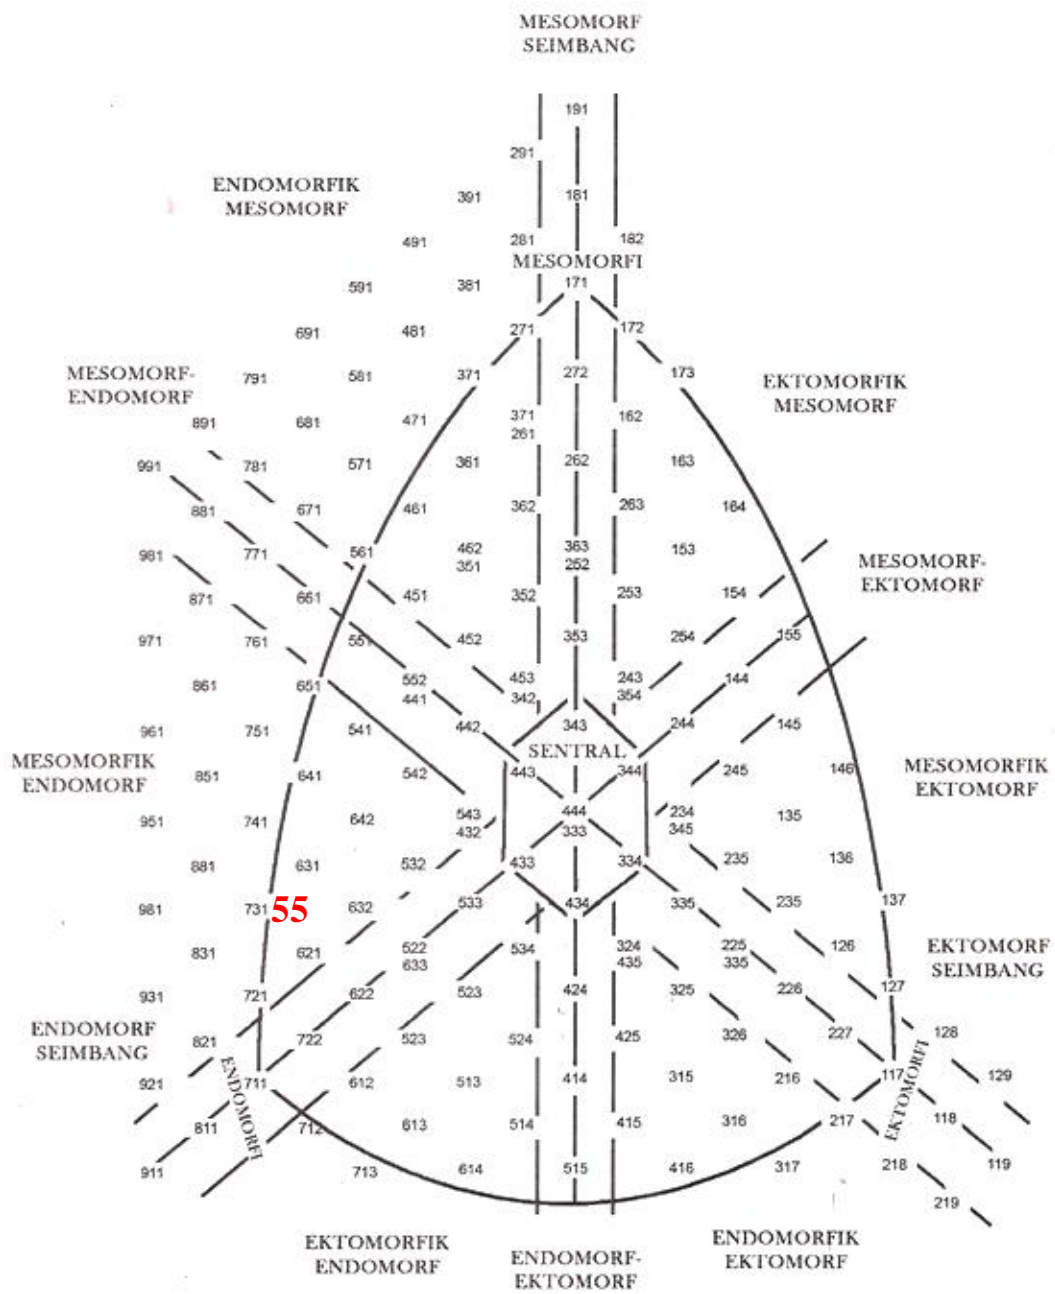 MESOMORF
SEIMBANG
191
291
ENDOMORFIK
MESOMORF
391 181
491 281 182
MESOMORFI
591 381 171
691 481 271 172
MESOMORF-
ENDOMORF
791 581 371 272 173
EKTOMORFIK
MESOMORF
891 681 471 371 162
261
991 781 571 361 262 163
881 671 461 362 263 164
981 771 561 462 363 153
351 252
MESOMORF-
EKTOMORF
871 661 451 352 253 154
971 761 551 452 353 254 155
861 651 552 453 243 144
441 342 354
961 751 541 442 343 244 145
MESOMORFIK
ENDOMORF
SENTRAL
MESOMORFIK
EKTOMORF
851 641 542 443 344 245 146
951 741 642 543 444 234 135
432 333 345
881 631 532 433 334 235 136
981 731 55 632 533 434 335 235 137
831 621 522 534 324 225 126
633 435 335
EKTOMORF
SEIMBANG
931 721 622 523 424 325 226 127
ENDOMORF
SEIMBANG
821 722 523 524 425 326 227 128
921 711 612 513 414 315 216 117 129
ENDOMORFI
EKTOMORFI
811 712 613 514 415 316 217 118
911 713 614 515 416 317 218 119
219
EKTOMORFIK
ENDOMORF
ENDOMORF-
EKTOMORF
ENDOMORFIK
EKTOMORF